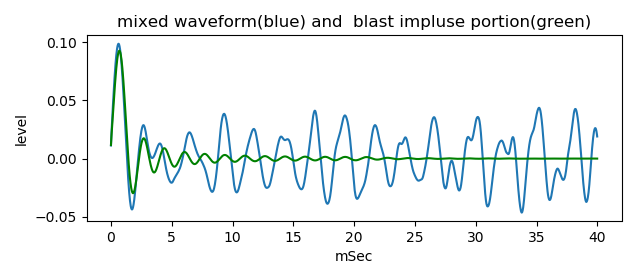 mixed waveform(blue) and  blast impluse portion(green)
0.10
0.05
0.00
−0.05
level
0 5 10 15 20 25 30 35 40
mSec